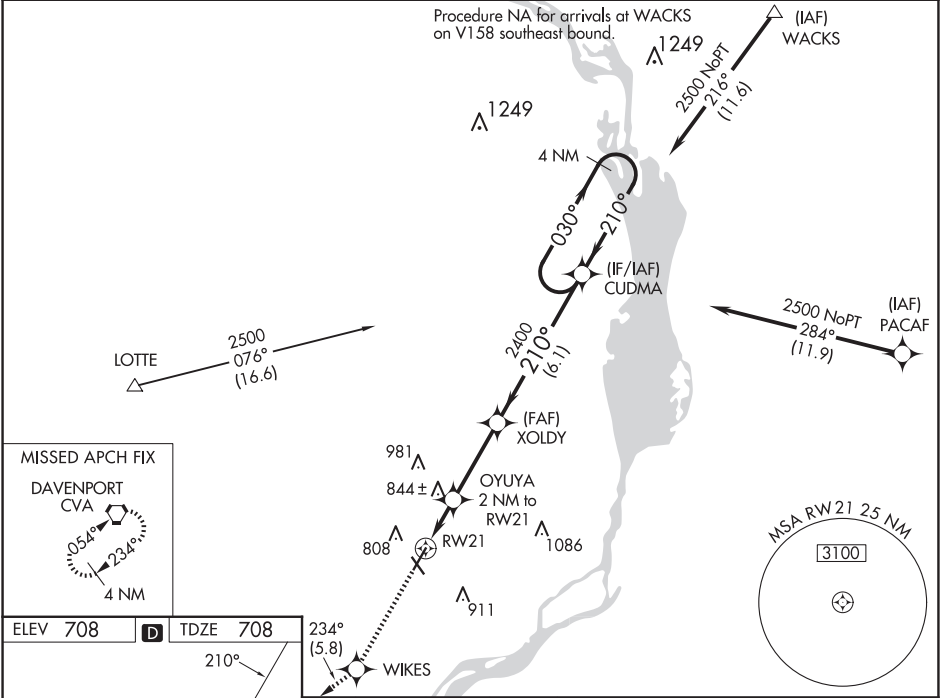 Procedure NA for arrivals at WACKS
on V158 southeast bound.
(IAF)
WACKS
1249
2500 NoPT
216°
(11.6)
1249
4 NM
030°
210°
(IF/IAF)
CUDMA
2500 NoPT
284°
(11.9)
(IAF)
PACAF
2500
076°
(16.6)
LOTTE
2400
210°
(6.1)
(FAF)
XOLDY
981
844±
OYUYA
2 NM to
RW21
808
RW21
1086
911
MISSED APCH FIX
DAVENPORT
CVA
054°
234°
4 NM
MSA RW21 25 NM
3100
ELEV 708
D
TDZE 708
210°
234°
(5.8)
WIKES